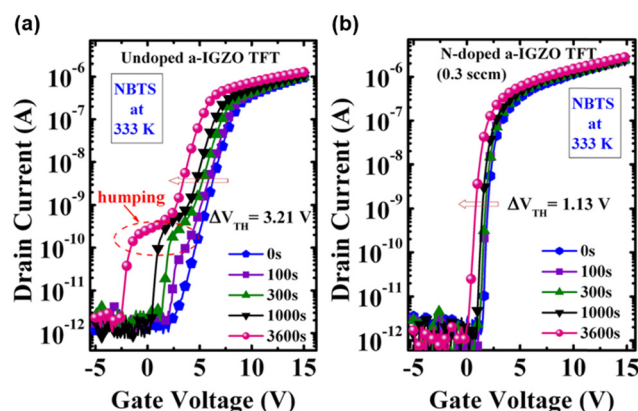 (a)
Undoped a-IGZO TFT
NBTS
at
333 K
humping
ΔV_TH = 3.21 V
0s
100s
300s
1000s
3600s
10^-6
10^-7
10^-8
10^-9
10^-10
10^-11
10^-12
Drain Current (A)
-5 0 5 10 15
Gate Voltage (V)
(b)
N-doped a-IGZO TFT
(0.3 sccm)
NBTS
at
333 K
ΔV_TH = 1.13 V
0s
100s
300s
1000s
3600s
10^-6
10^-7
10^-8
10^-9
10^-10
10^-11
10^-12
Drain Current (A)
-5 0 5 10 15
Gate Voltage (V)